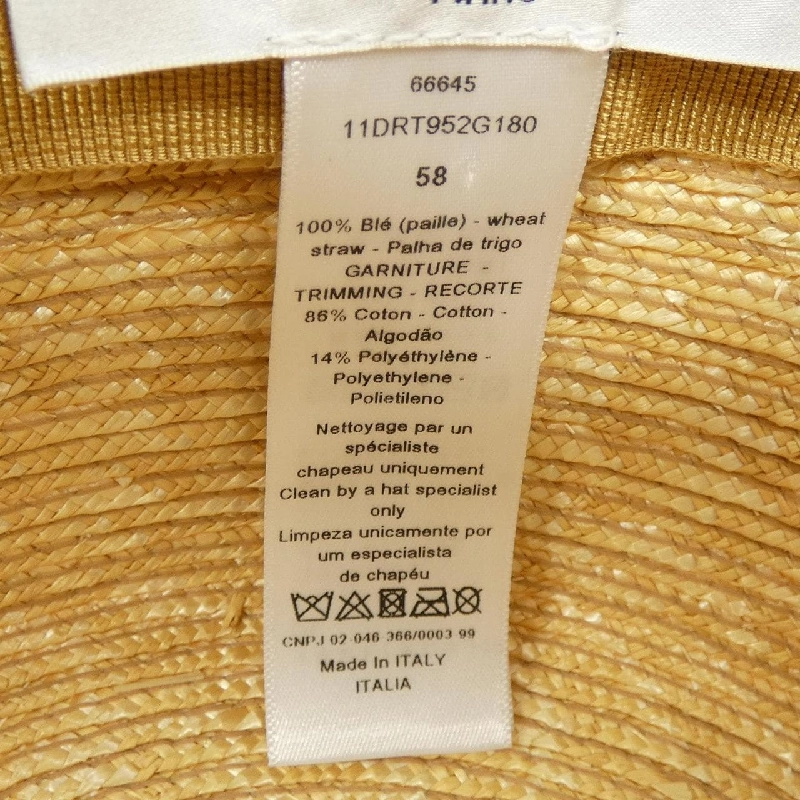 66645
11DRT952G180
58
100% Blé (paille) - wheat
straw - Palha de trigo
GARNITURE -
TRIMMING - RECORTE
86% Coton - Cotton -
Algodão
14% Polyéthylène -
Polyethylene -
Polietileno
Nettoyage par un
spécialiste
chapeau uniquement
Clean by a hat specialist
only
Limpeza unicamente por
um especialista
de chapéu
CNPJ 02 046 366/0003 99
Made In ITALY
ITALIA